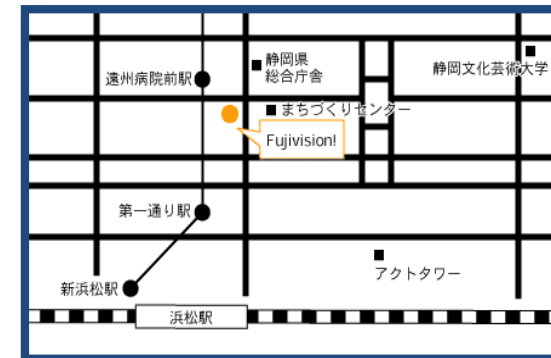 静岡県
総合庁舎
静岡文化芸術大学
遠州病院前駅
まちづくりセンター
Fujivision!
第一通り駅
アクトタワー
新浜松駅
浜松駅